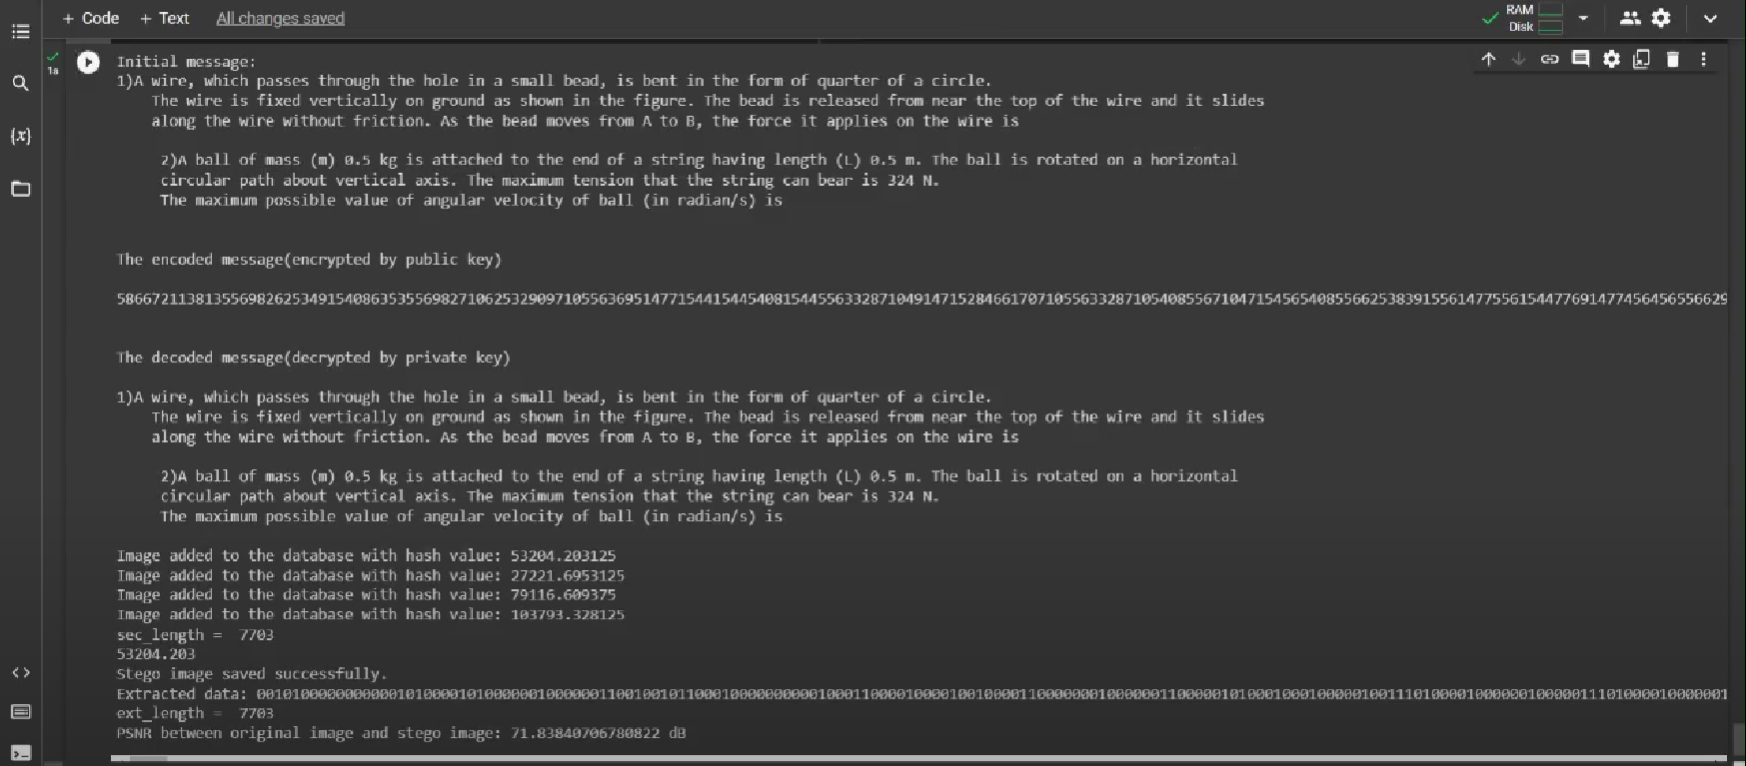 + Code + Text All changes saved
RAM
Disk
1s
Initial message:
1)A wire, which passes through the hole in a small bead, is bent in the form of quarter of a circle.
The wire is fixed vertically on ground as shown in the figure. The bead is released from near the top of the wire and it slides
along the wire without friction. As the bead moves from A to B, the force it applies on the wire is
2)A ball of mass (m) 0.5 kg is attached to the end of a string having length (L) 0.5 m. The ball is rotated on a horizontal
circular path about vertical axis. The maximum tension that the string can bear is 324 N.
The maximum possible value of angular velocity of ball (in radian/s) is
The encoded message(encrypted by public key)
The decoded message(decrypted by private key)
1)A wire, which passes through the hole in a small bead, is bent in the form of quarter of a circle.
The wire is fixed vertically on ground as shown in the figure. The bead is released from near the top of the wire and it slides
along the wire without friction. As the bead moves from A to B, the force it applies on the wire is
2)A ball of mass (m) 0.5 kg is attached to the end of a string having length (L) 0.5 m. The ball is rotated on a horizontal
circular path about vertical axis. The maximum tension that the string can bear is 324 N.
The maximum possible value of angular velocity of ball (in radian/s) is
Image added to the database with hash value: 53204.203125
Image added to the database with hash value: 27221.6953125
Image added to the database with hash value: 79116.609375
Image added to the database with hash value: 103793.328125
sec_length = 7703
53204.203
Stego image saved successfully.
Extracted data:
ext_length = 7703
PSNR between original image and stego image: 71.83840706780822 dB